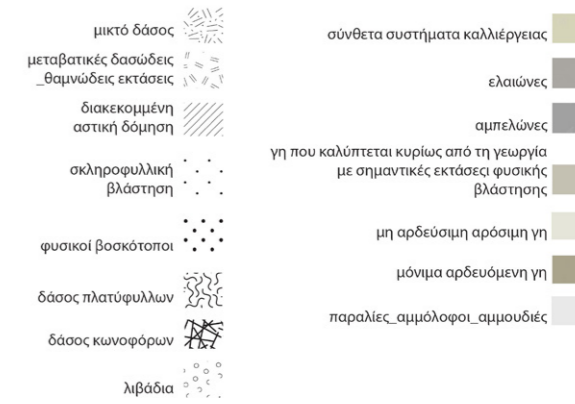 μικτό δάσος
μεταβατικές δασώδεις
_θαμνώδεις εκτάσεις
διακεκομμένη
αστική δόμηση
σκληροφυλλική
βλάστηση
φυσικοί βοσκότοποι
δάσος πλατύφυλλων
δάσος κωνοφόρων
λιβάδια
σύνθετα συστήματα καλλιέργειας
ελαιώνες
αμπελώνες
γη που καλύπτεται κυρίως από τη γεωργία
με σημαντικές εκτάσεςι φυσικής
βλάστησης
μη αρδεύσιμη αρόσιμη γη
μόνιμα αρδευόμενη γη
παραλίες_αμμόλοφοι_αμμουδιές